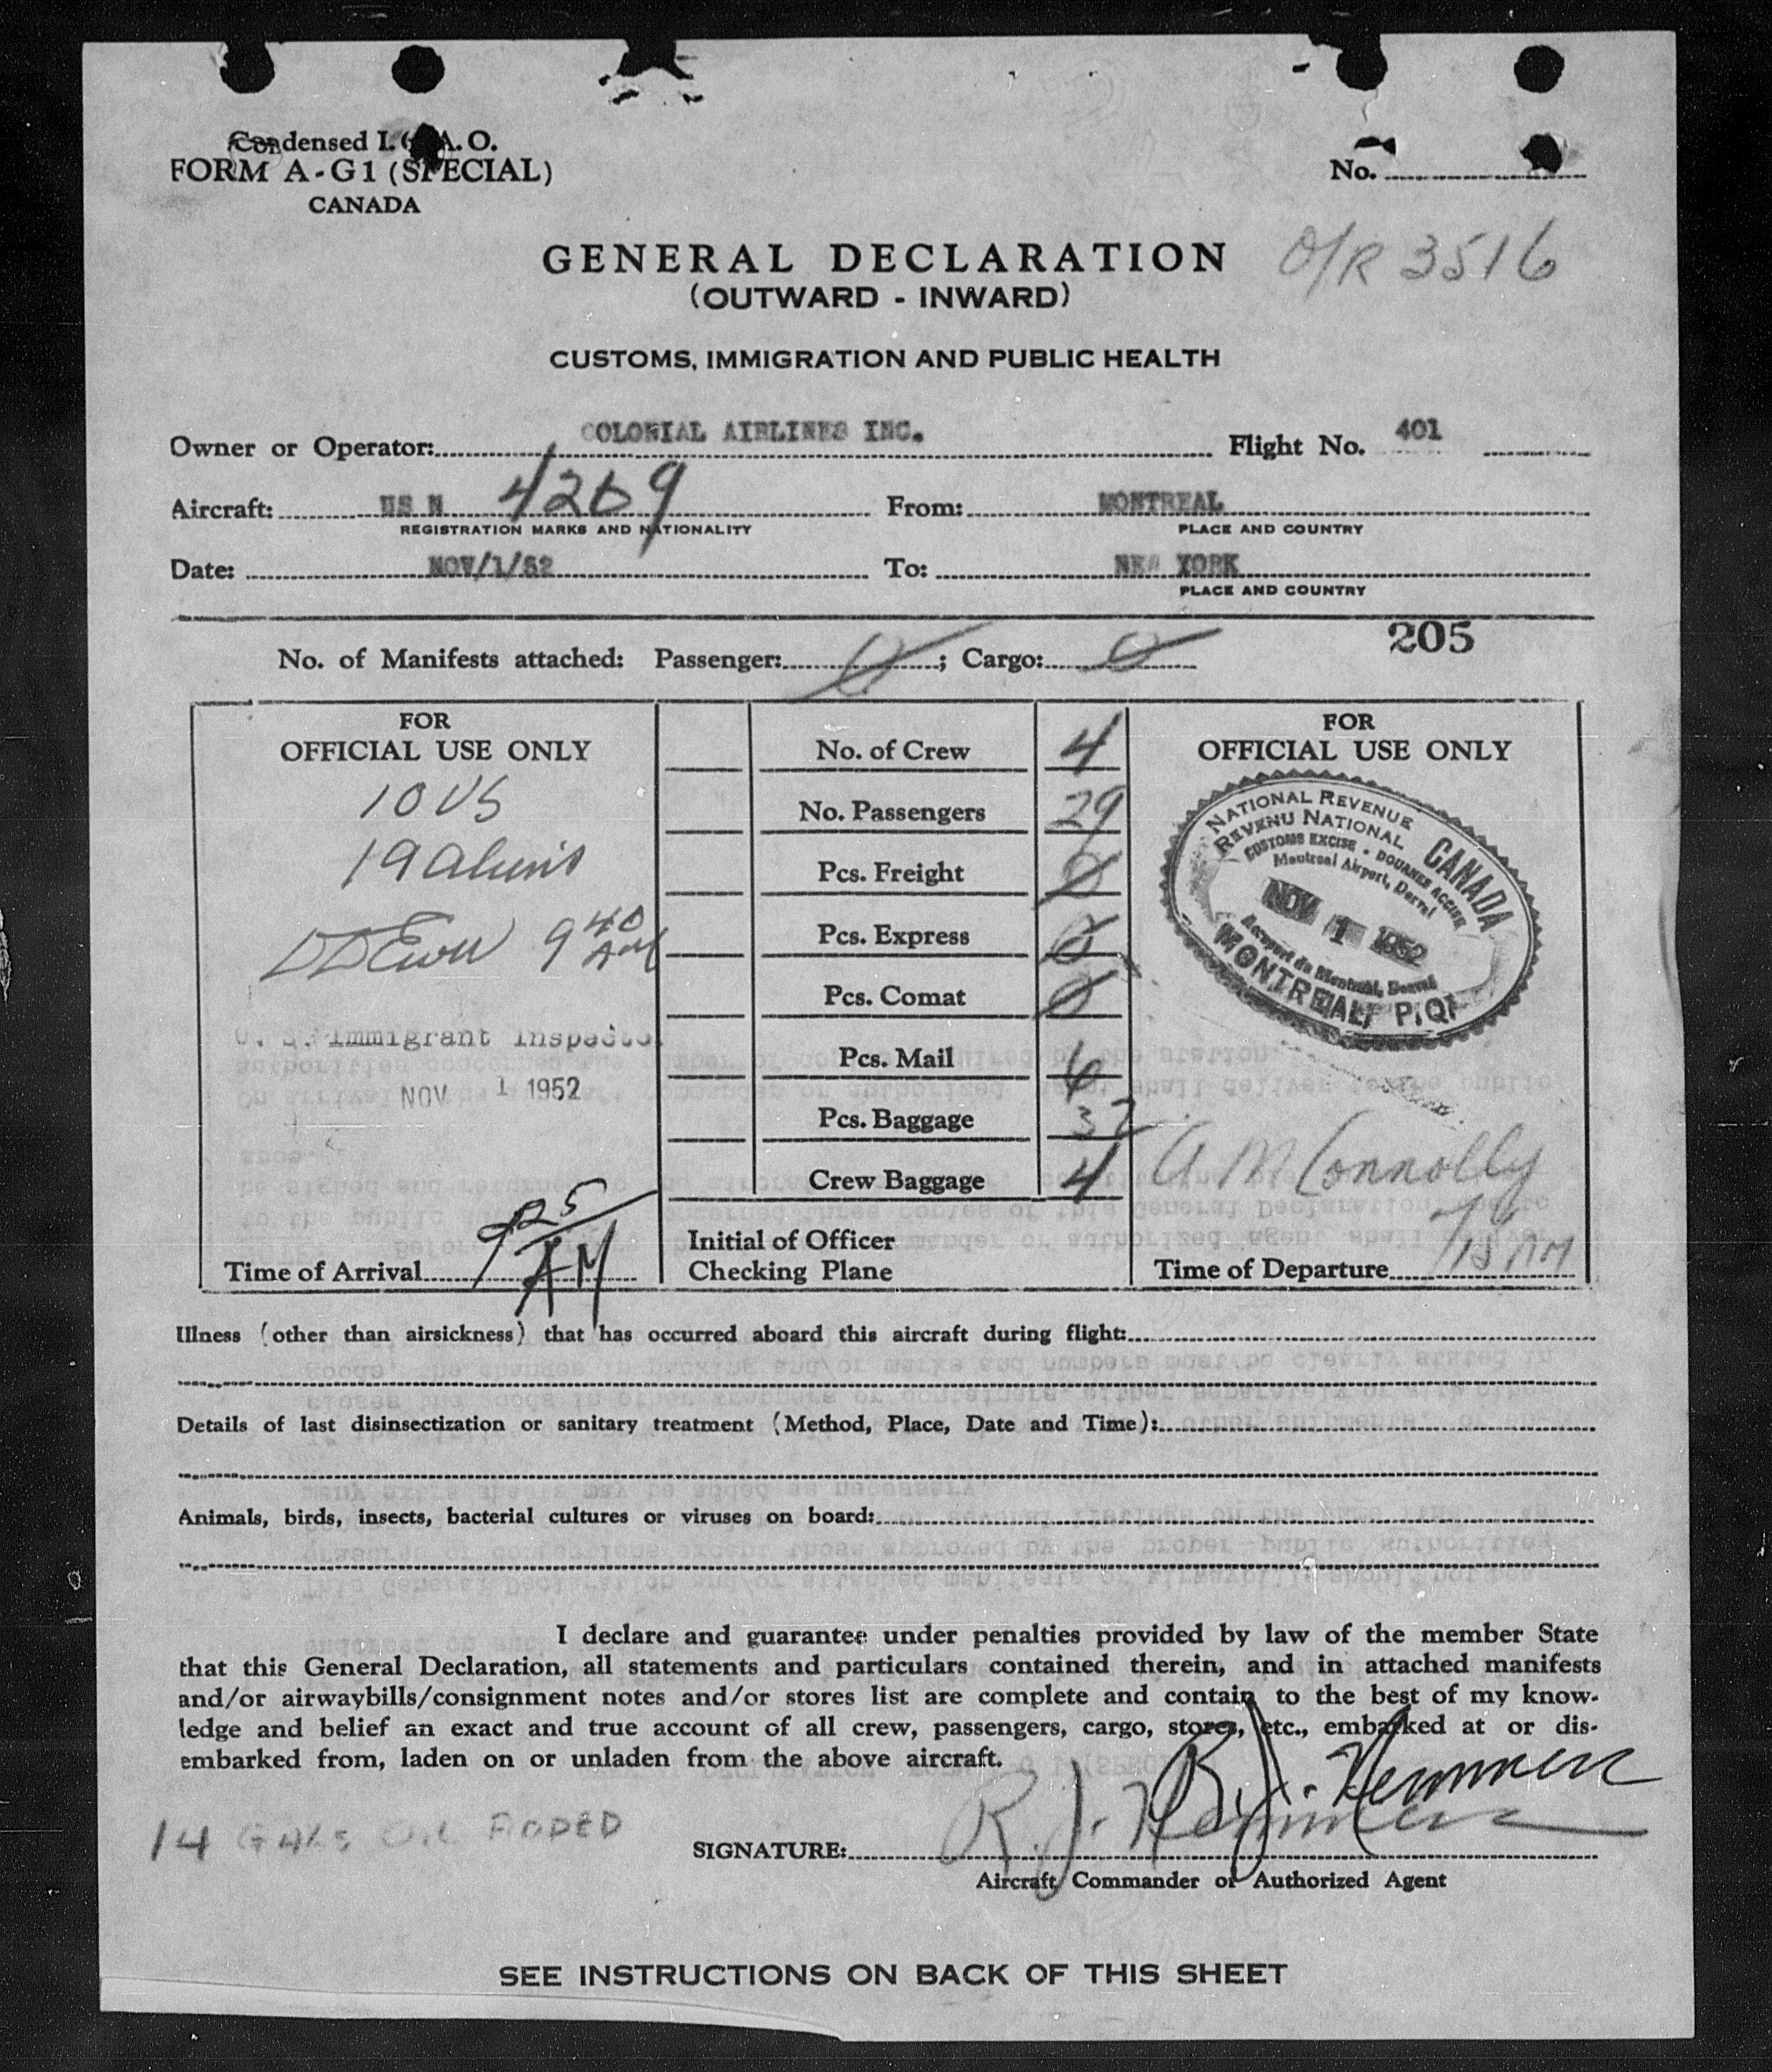 Condensed I.C.A.O.
FORM A-G1 (SPECIAL)
CANADA
No.
O/R 3516
GENERAL DECLARATION
(OUTWARD - INWARD)
CUSTOMS, IMMIGRATION AND PUBLIC HEALTH
Owner or Operator: COLONIAL AIRLINES INC. Flight No. 401
Aircraft: US N 4269 From: MONTREAL
REGISTRATION MARKS AND NATIONALITY PLACE AND COUNTRY
Date: NOV/1/52 To: NEW YORK
PLACE AND COUNTRY
205
No. of Manifests attached: Passenger: 0; Cargo: 0
FOR
OFFICIAL USE ONLY
10 US
19 aliens
9 40 AM
U. S. Immigrant Inspector
NOV 1 1952
Time of Arrival 9 25 AM
No. of Crew 4
No. Passengers 29
Pcs. Freight 0
Pcs. Express 0
Pcs. Comat 0
Pcs. Mail 6
Pcs. Baggage 32
Crew Baggage 4
Initial of Officer
Checking Plane
FOR
OFFICIAL USE ONLY
NATIONAL REVENUE
REVENU NATIONAL
CANADA
CUSTOMS EXCISE - DOUANES ACCISE
Montreal Airport, Dorval
NOV 1 1952
Aeroport de Montreal, Dorval
MONTREAL P.Q.
A M Connolly
Time of Departure 7 15 AM
Illness (other than airsickness) that has occurred aboard this aircraft during flight:
Details of last disinsectization or sanitary treatment (Method, Place, Date and Time):
Animals, birds, insects, bacterial cultures or viruses on board:
I declare and guarantee under penalties provided by law of the member State
that this General Declaration, all statements and particulars contained therein, and in attached manifests
and/or airwaybills/consignment notes and/or stores list are complete and contain to the best of my know-
ledge and belief an exact and true account of all crew, passengers, cargo, stores, etc., embarked at or dis-
embarked from, laden on or unladen from the above aircraft.
14 GALS OIL ADDED
SIGNATURE: R. J.
R. J.
Aircraft Commander or Authorized Agent
SEE INSTRUCTIONS ON BACK OF THIS SHEET